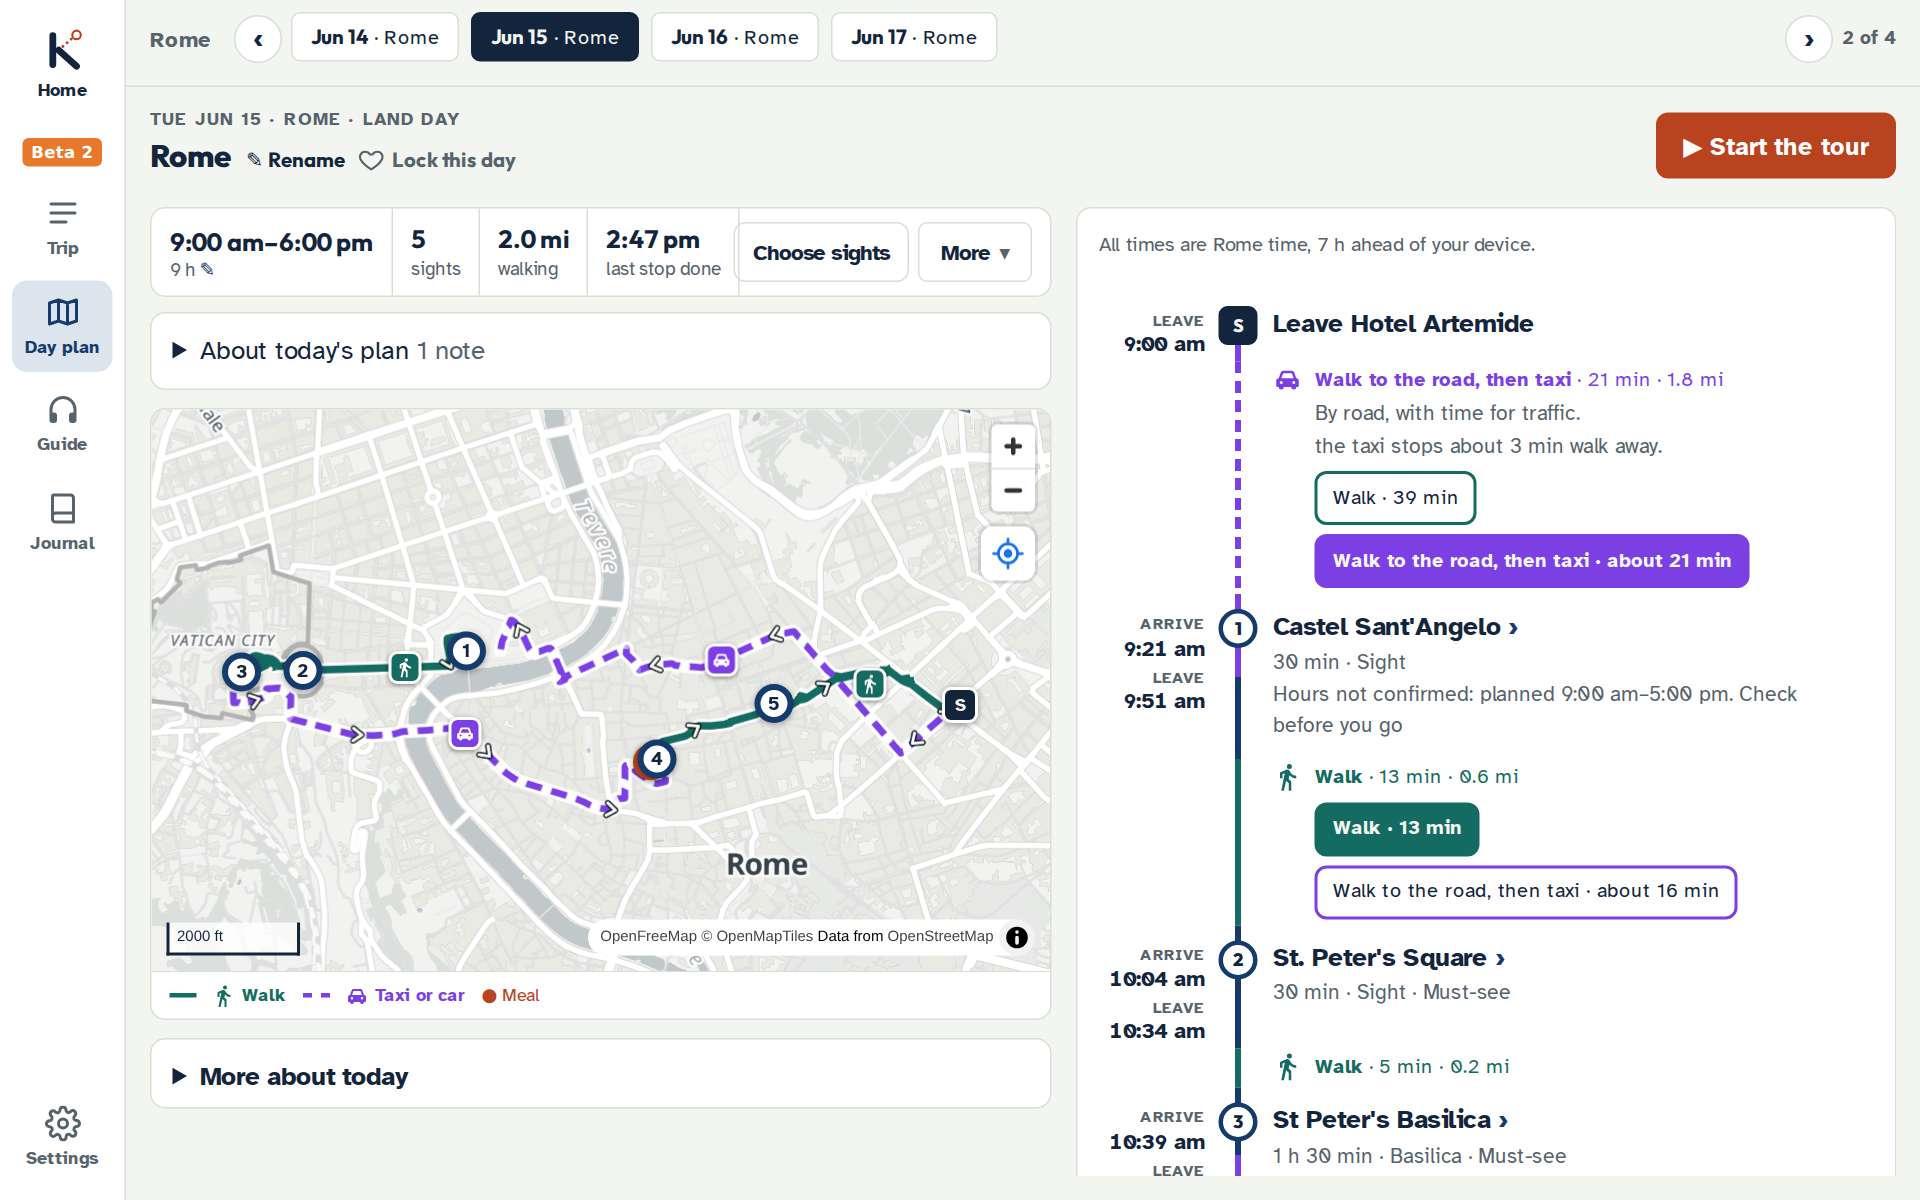 Home
Beta 2
Trip
Day plan
Guide
Journal
Settings
Rome
‹
Jun 14 · Rome
Jun 15 · Rome
Jun 16 · Rome
Jun 17 · Rome
›
2 of 4
TUE JUN 15 · ROME · LAND DAY
Rome
✎ Rename
Lock this day
▶ Start the tour
9:00 am–6:00 pm
9 h ✎
5
sights
2.0 mi
walking
2:47 pm
last stop done
Choose sights
More ▾
▶ About today's plan 1 note
Tevere
VATICAN CITY
1
2
3
4
5
S
Rome
+
−
2000 ft
OpenFreeMap © OpenMapTiles Data from OpenStreetMap
Walk
Taxi or car
Meal
▶ More about today
All times are Rome time, 7 h ahead of your device.
LEAVE
9:00 am
S
Leave Hotel Artemide
Walk to the road, then taxi · 21 min · 1.8 mi
By road, with time for traffic.
the taxi stops about 3 min walk away.
Walk · 39 min
Walk to the road, then taxi · about 21 min
ARRIVE
9:21 am
LEAVE
9:51 am
1
Castel Sant'Angelo ›
30 min · Sight
Hours not confirmed: planned 9:00 am–5:00 pm. Check
before you go
Walk · 13 min · 0.6 mi
Walk · 13 min
Walk to the road, then taxi · about 16 min
ARRIVE
10:04 am
LEAVE
10:34 am
2
St. Peter's Square ›
30 min · Sight · Must-see
Walk · 5 min · 0.2 mi
ARRIVE
10:39 am
LEAVE
3
St Peter's Basilica ›
1 h 30 min · Basilica · Must-see